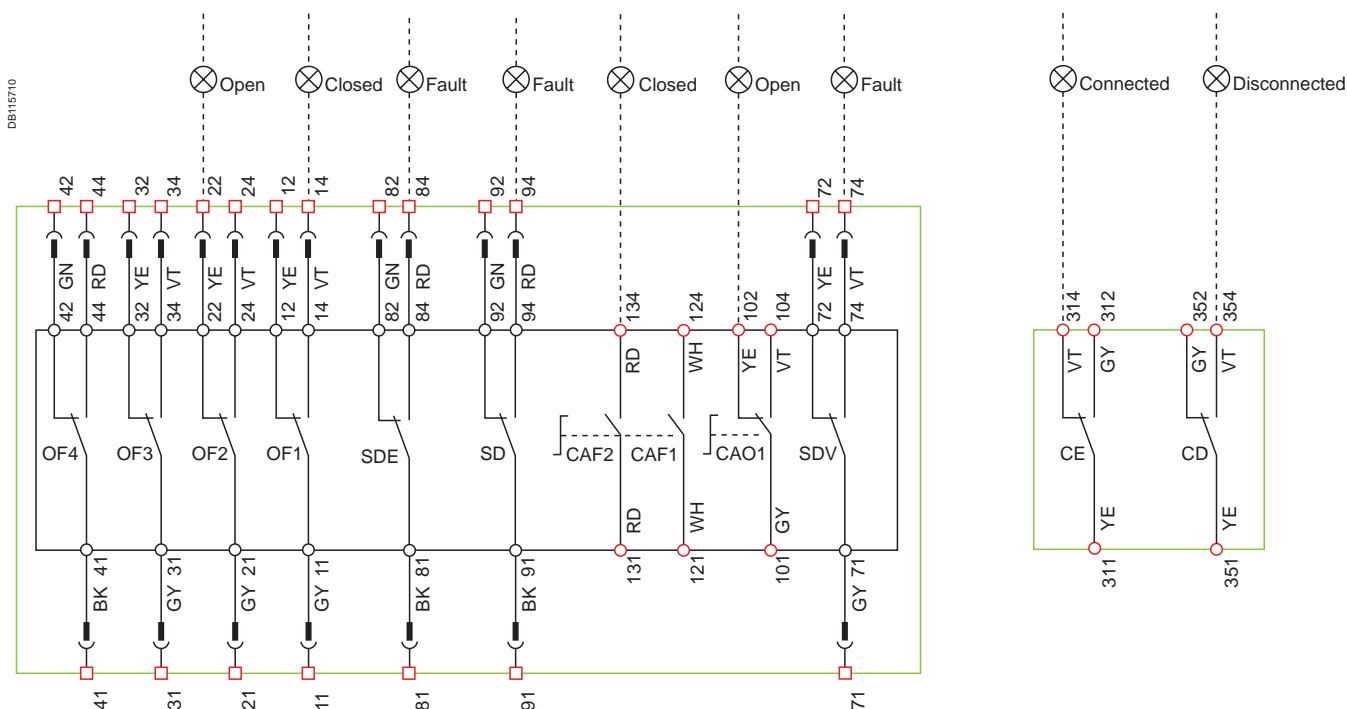 DB115710
Open Closed Fault Fault Closed Open Fault Connected Disconnected
42 44 32 34 22 24 12 14 82 84 92 94 72 74
GN RD YE VT YE VT YE VT GN RD GN RD YE VT
42 44 32 34 22 24 12 14 82 84 92 94 134 124 102 104 72 74 314 312 352 354
RD WH YE VT VT GY GY VT
OF4 OF3 OF2 OF1 SDE SD CAF2 CAF1 CAO1 SDV CE CD
RD WH GY YE YE
41 31 21 11 81 91 131 121 101 71 311 351
BK GY GY GY BK BK GY
41 31 21 11 81 91 71